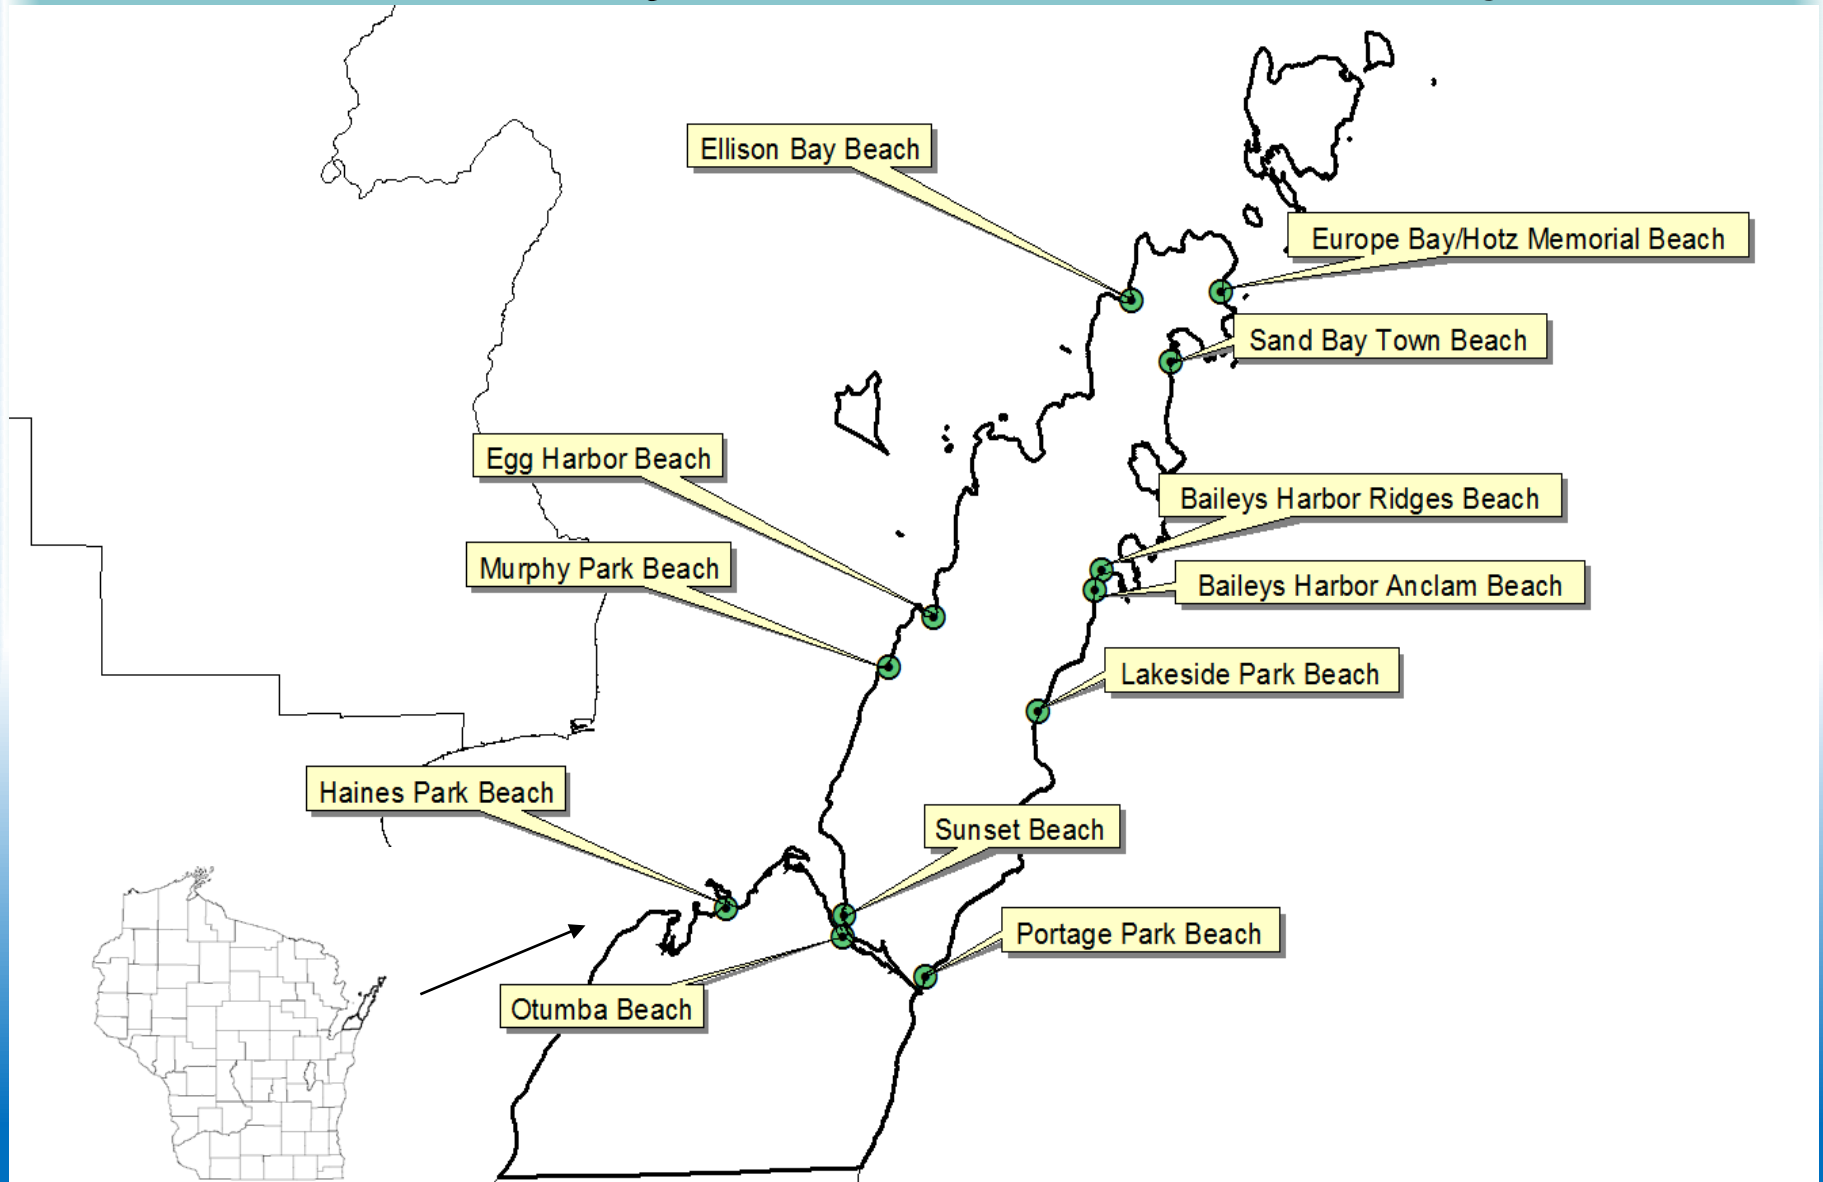 Ellison Bay Beach
Europe Bay/Hotz Memorial Beach
Sand Bay Town Beach
Egg Harbor Beach
Baileys Harbor Ridges Beach
Murphy Park Beach
Baileys Harbor Anclam Beach
Lakeside Park Beach
Haines Park Beach
Sunset Beach
Portage Park Beach
Otumba Beach